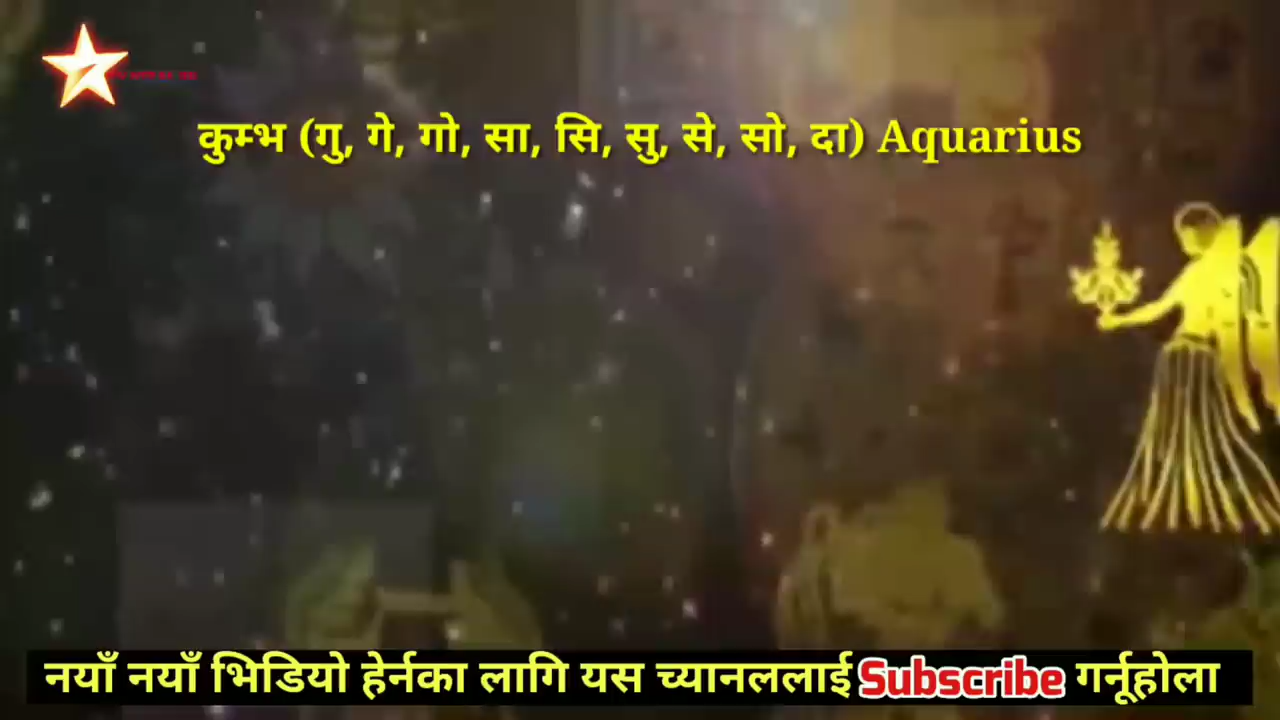 कुम्भ (गु, गे, गो, सा, सि, सु, से, सो, दा) Aquarius
नयाँ नयाँ भिडियो हेर्नका लागि यस च्यानललाई Subscribe गर्नूहोला